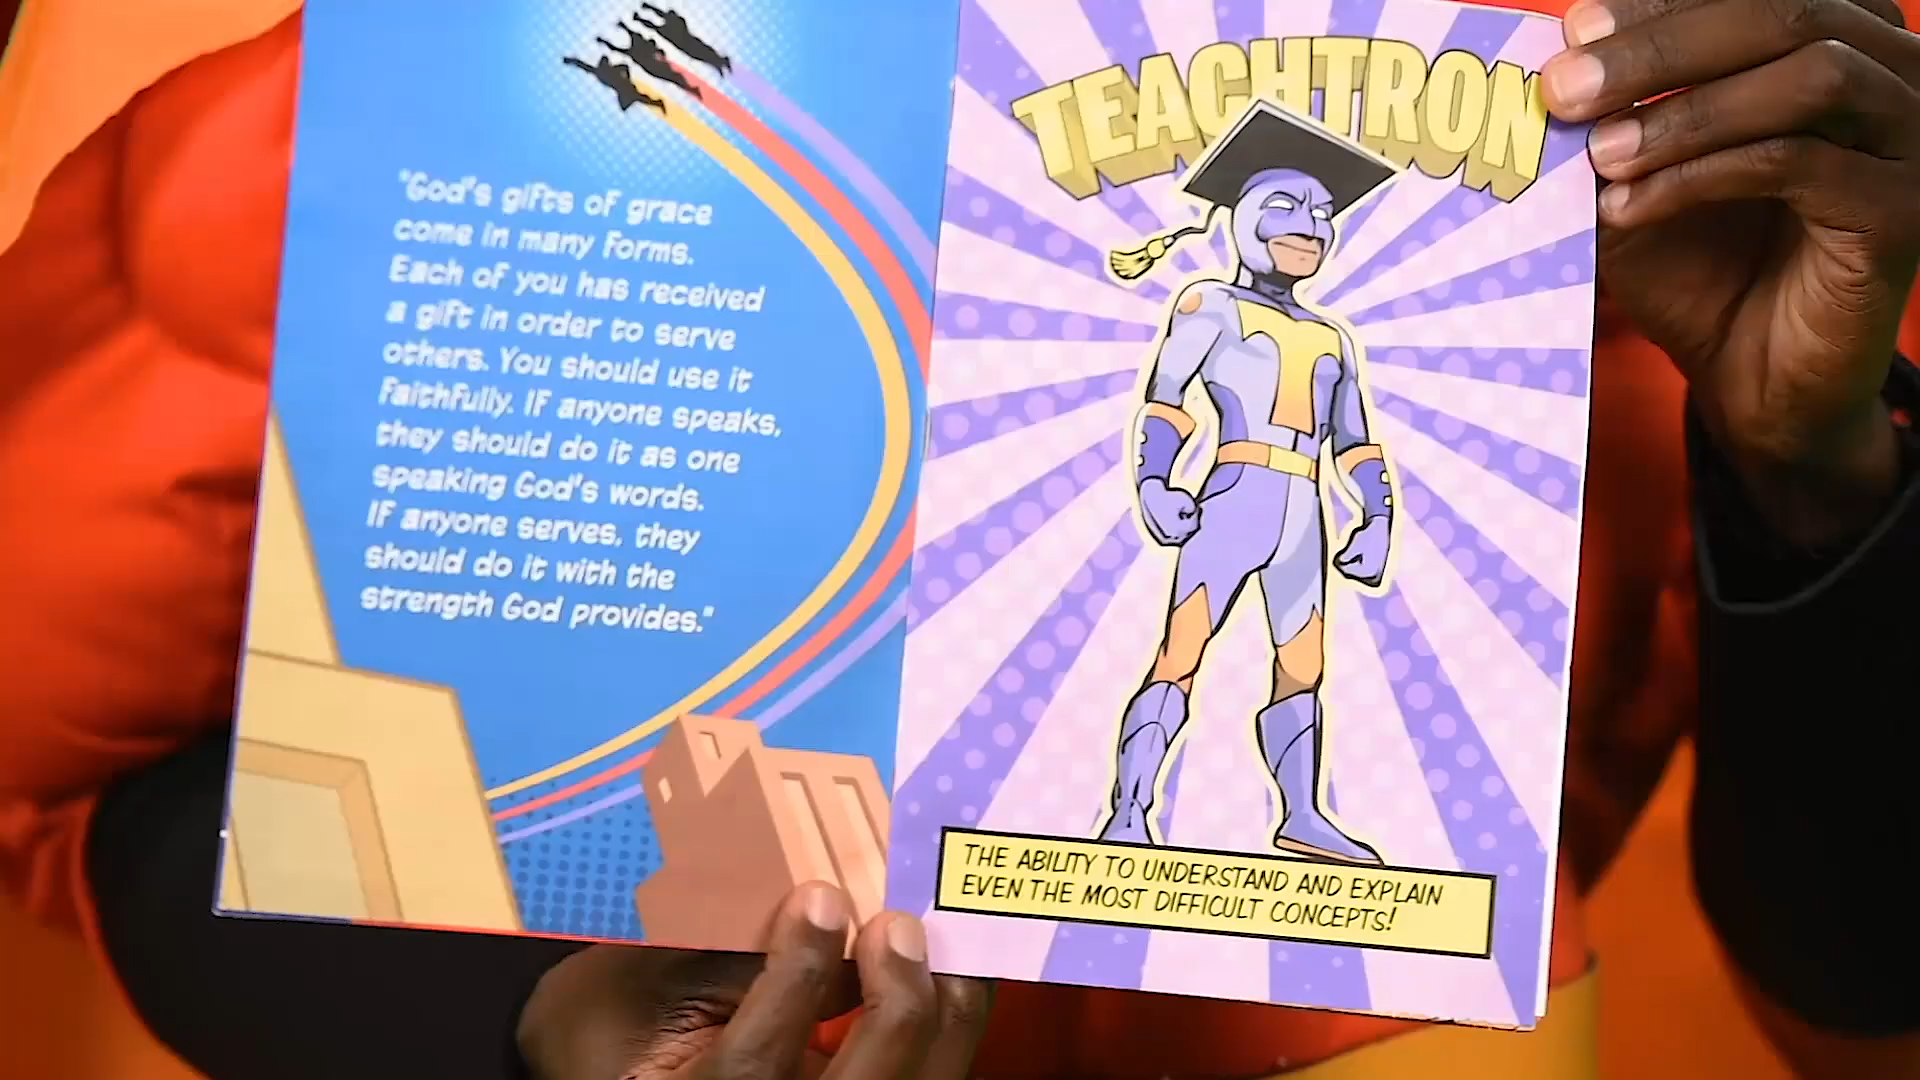 "God's gifts of grace
come in many forms.
Each of you has received
a gift in order to serve
others. You should use it
faithfully. If anyone speaks,
they should do it as one
speaking God's words.
If anyone serves, they
should do it with the
strength God provides."
TEACHTRON
T
THE ABILITY TO UNDERSTAND AND EXPLAIN
EVEN THE MOST DIFFICULT CONCEPTS!